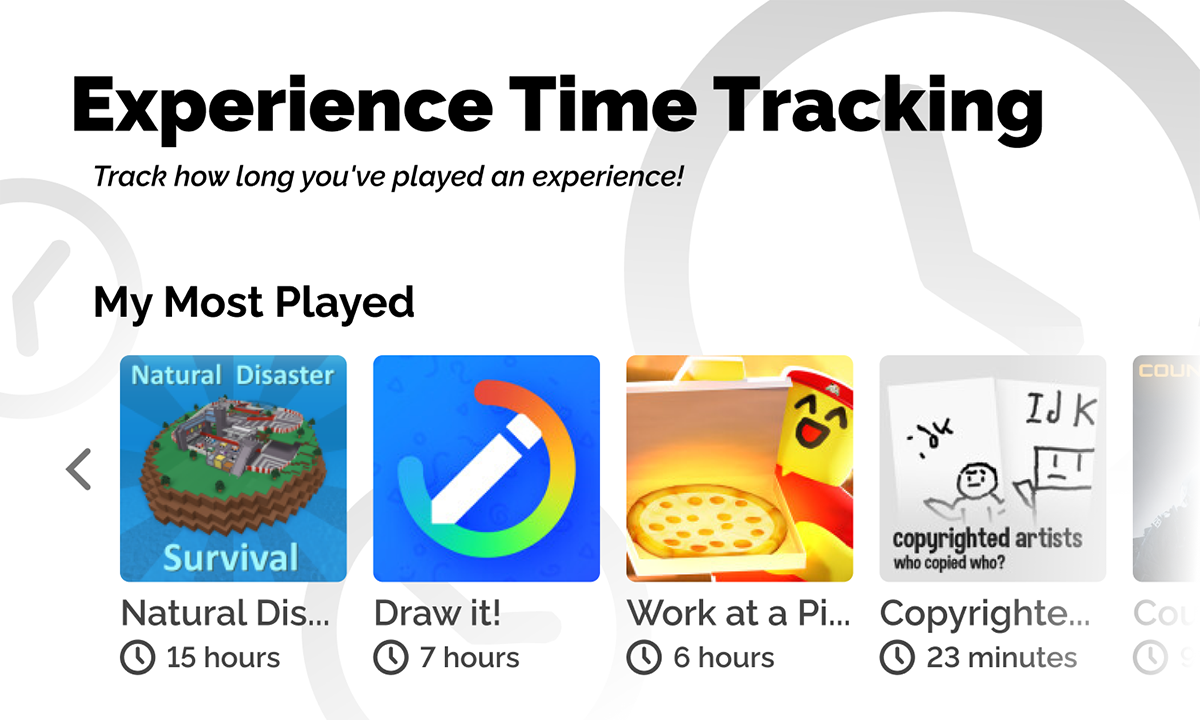 Experience Time Tracking
Track how long you've played an experience!
My Most Played
Natural Disaster
Survival
IJK
copyrighted artists
who copied who?
COUN
Natural Dis...
Draw it!
Work at a Pi...
Copyrighte...
Cou
15 hours
7 hours
6 hours
23 minutes
9